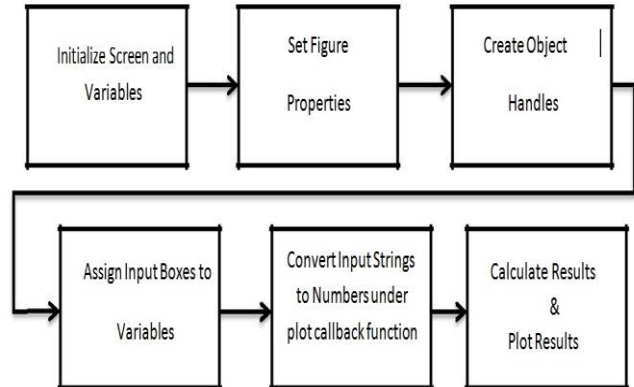 Initialize Screen and
Variables
Set Figure
Properties
Create Object
Handles
Assign Input Boxes to
Variables
Convert Input Strings
to Numbers under
plot callback function
Calculate Results
&
Plot Results